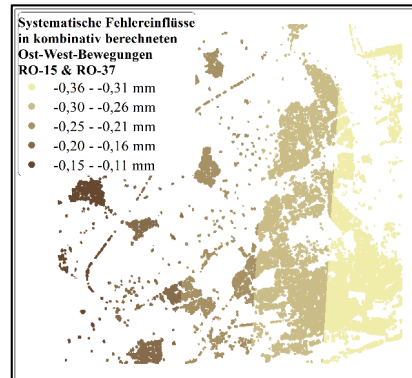 Systematische Fehlereinflüsse
in kombinativ berechneten
Ost-West-Bewegungen
RO-15 & RO-37
-0,36 - -0,31 mm
-0,30 - -0,26 mm
-0,25 - -0,21 mm
-0,20 - -0,16 mm
-0,15 - -0,11 mm